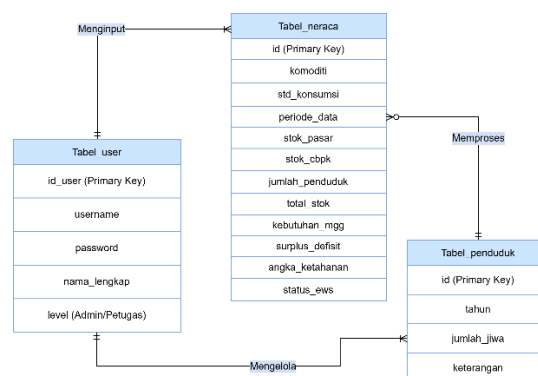 Menginput
Tabel_neraca
id (Primary Key)
komoditi
std_konsumsi
periode_data
stok_pasar
stok_cbpk
jumlah_penduduk
total_stok
kebutuhan_mgg
surplus_defisit
angka_ketahanan
status_ews
Memproses
Tabel_user
id_user (Primary Key)
username
password
nama_lengkap
level (Admin/Petugas)
Tabel_penduduk
id (Primary Key)
tahun
jumlah_jiwa
keterangan
Mengelola